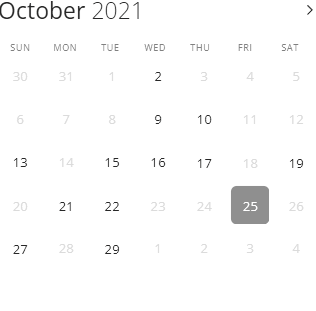 October 2021
SUN MON TUE WED THU FRI SAT
30 31 1 2 3 4 5
6 7 8 9 10 11 12
13 14 15 16 17 18 19
20 21 22 23 24 25 26
27 28 29 1 2 3 4